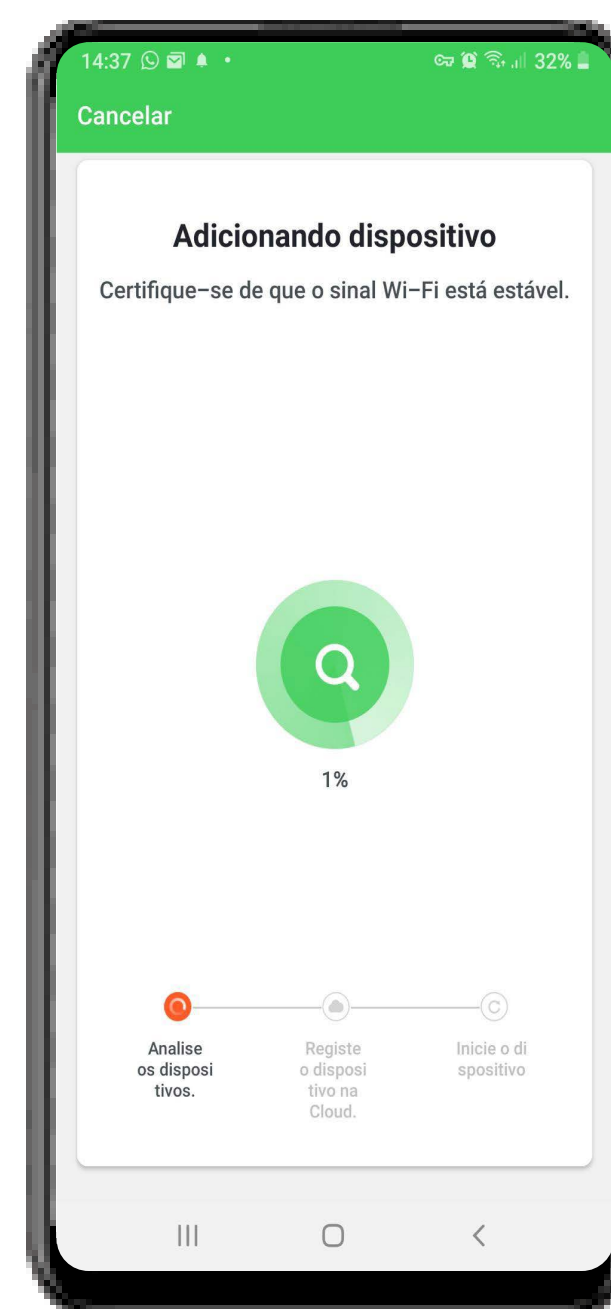 14:37 32%
Cancelar
Adicionando dispositivo
Certifique-se de que o sinal Wi-Fi está estável.
1%
Analise
os disposi
tivos.
Registe
o disposi
tivo na
Cloud.
Inicie o di
spositivo